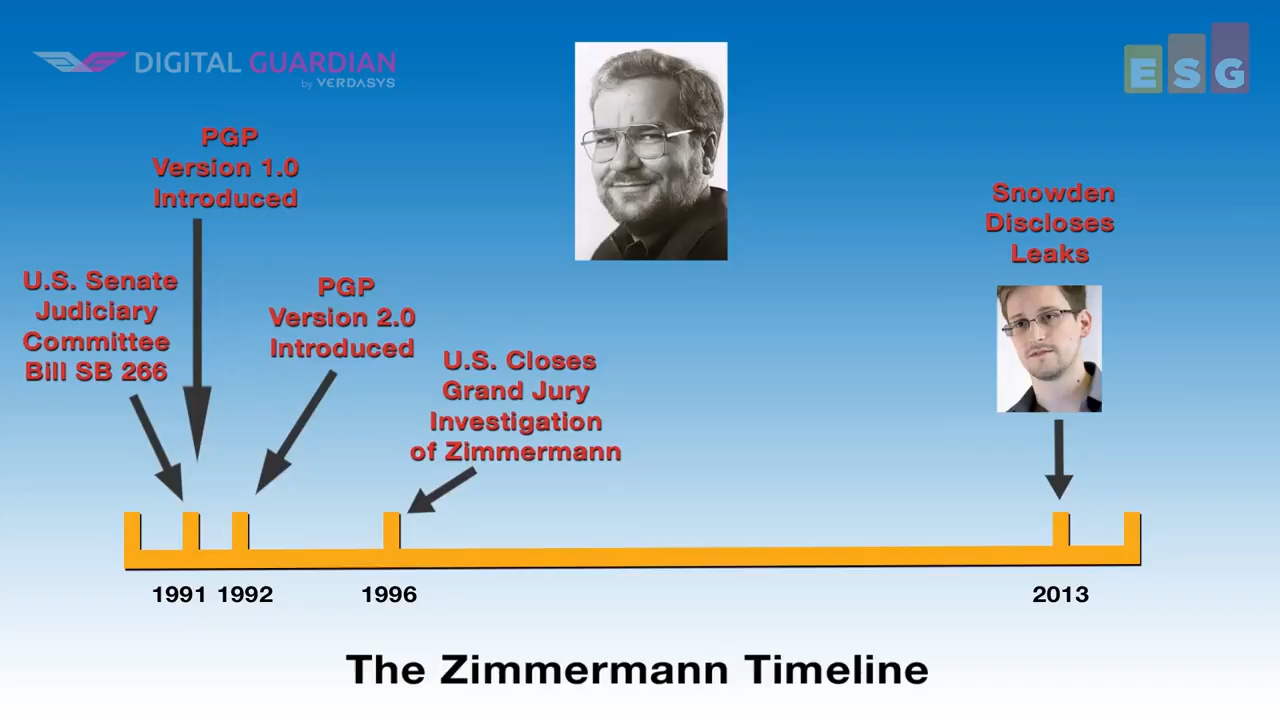 DIGITAL GUARDIAN
by VERDASYS
ESG
PGP
Version 1.0
Introduced
U.S. Senate
Judiciary
Committee
Bill SB 266
PGP
Version 2.0
Introduced
U.S. Closes
Grand Jury
Investigation
of Zimmermann
Snowden
Discloses
Leaks
1991 1992 1996 2013
The Zimmermann Timeline